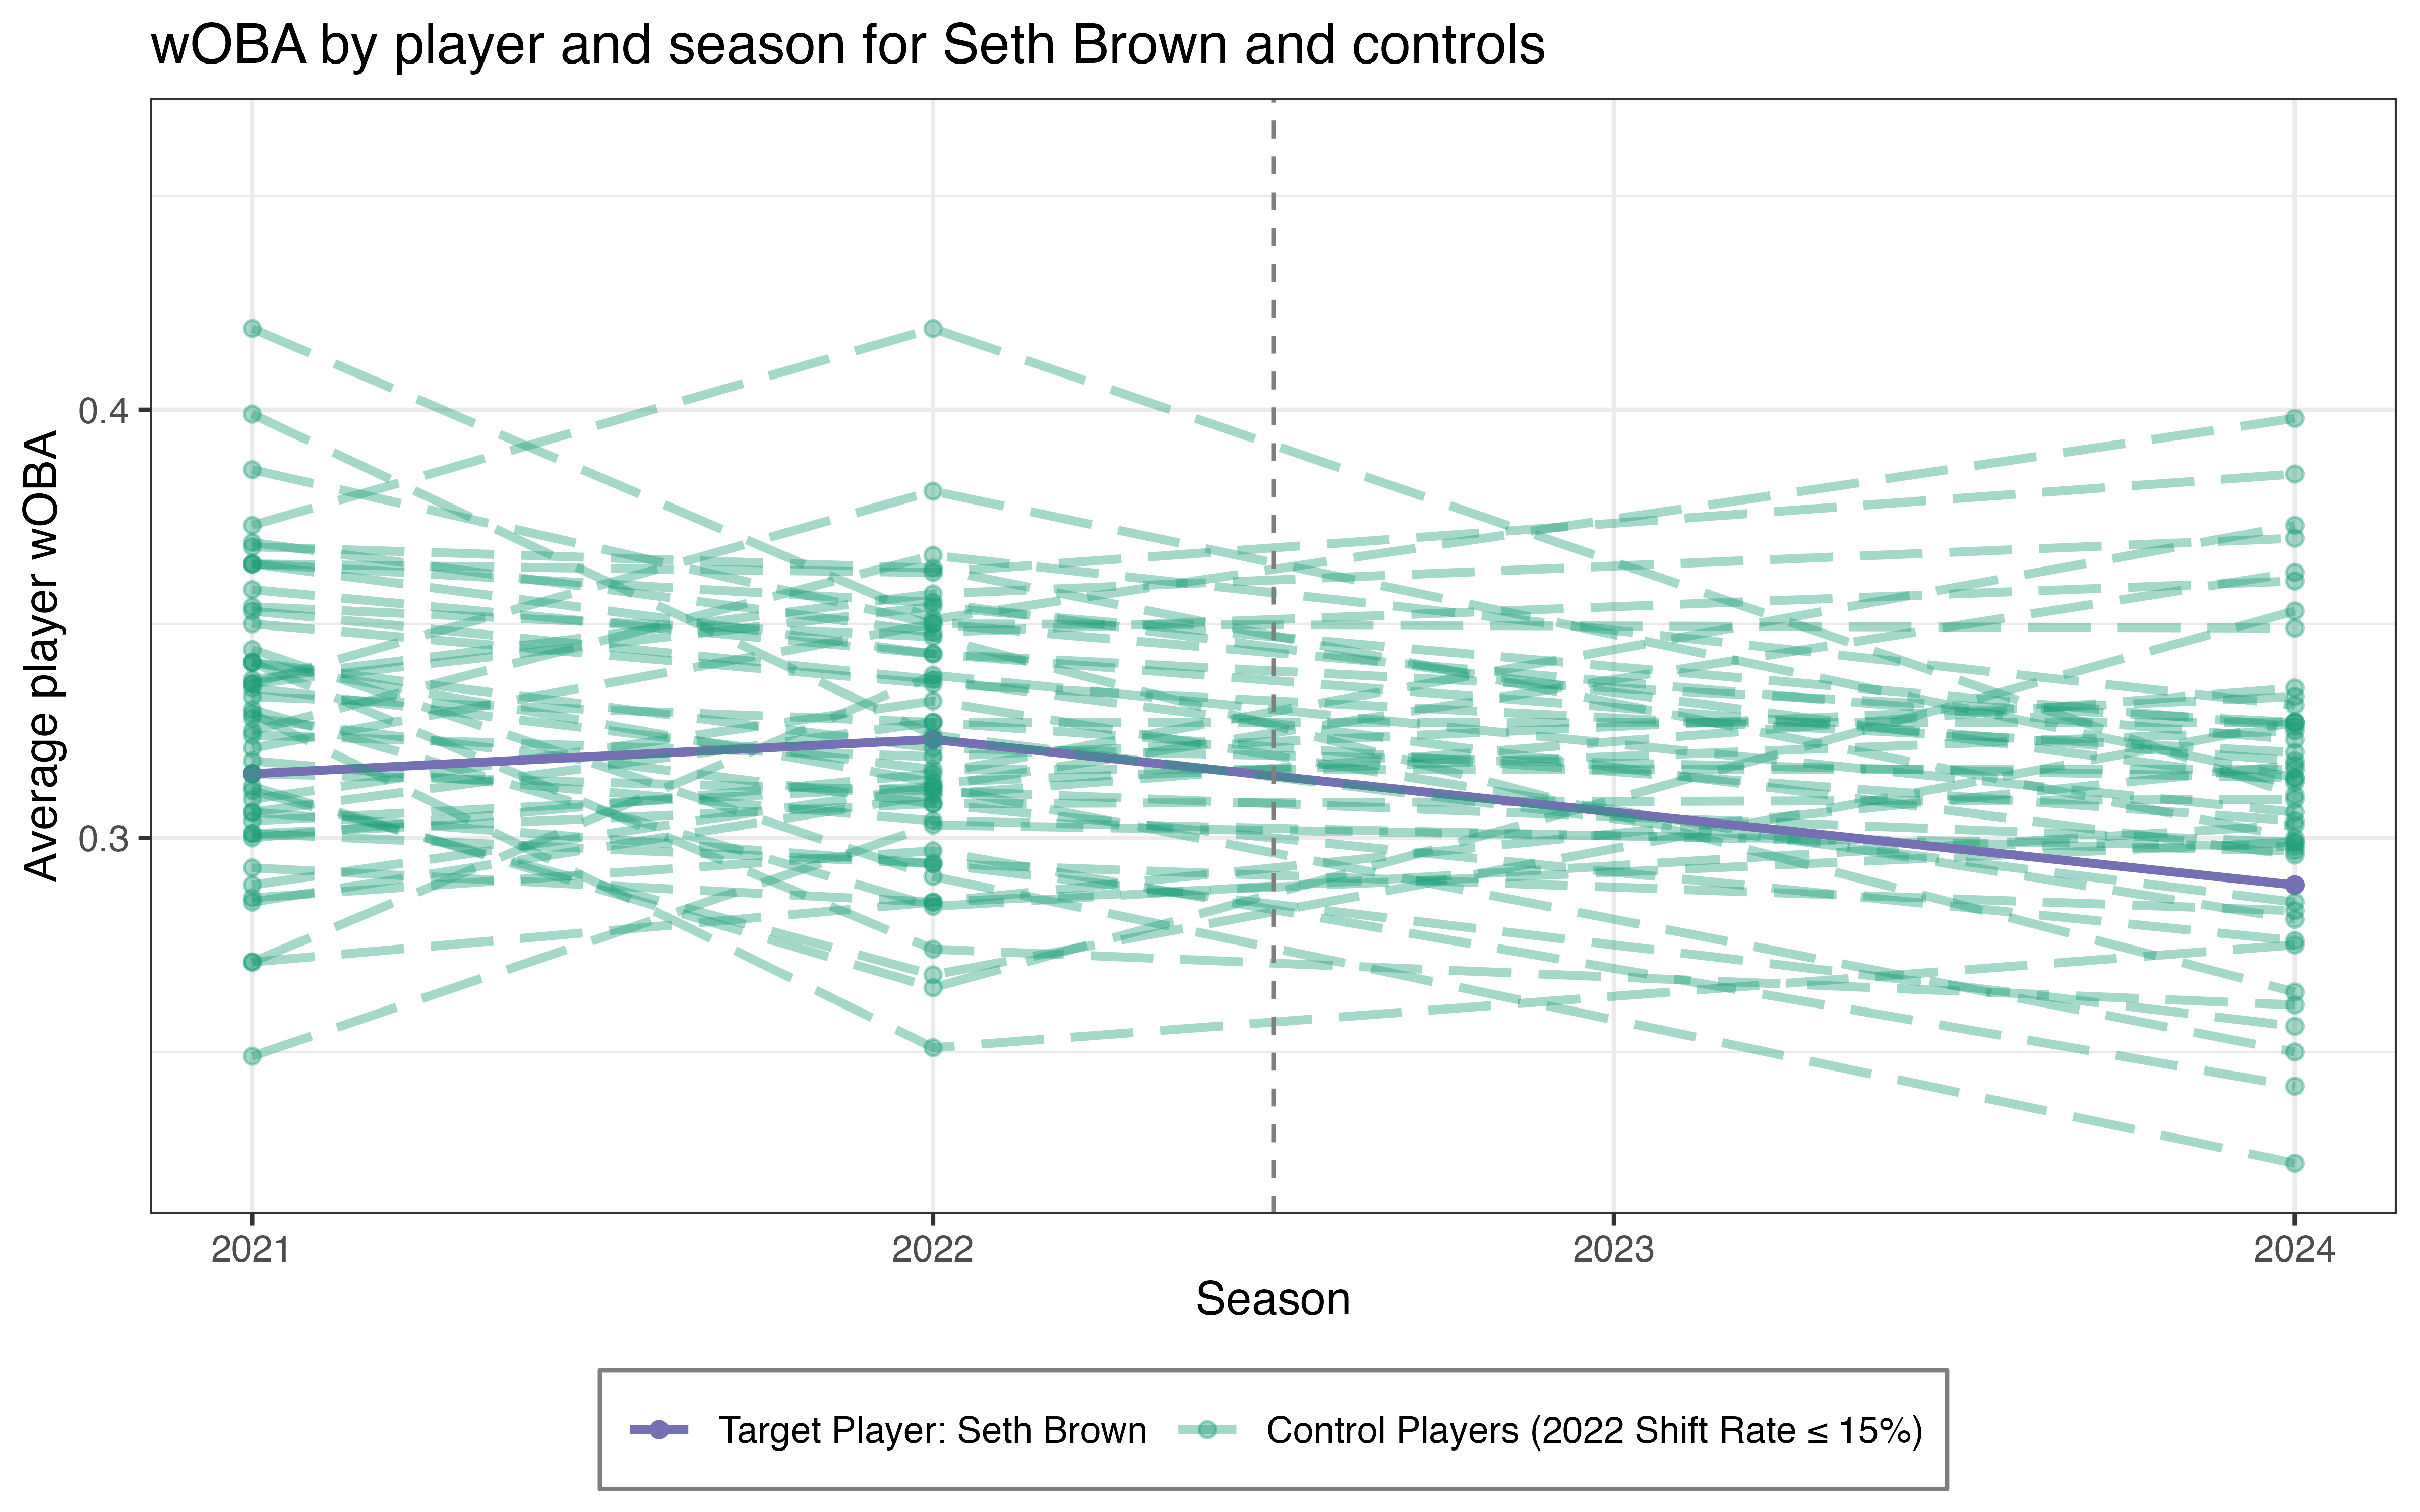 wOBA by player and season for Seth Brown and controls
Average player wOBA
0.4
0.3
2021 2022 2023 2024
Season
Target Player: Seth Brown Control Players (2022 Shift Rate ≤ 15%)